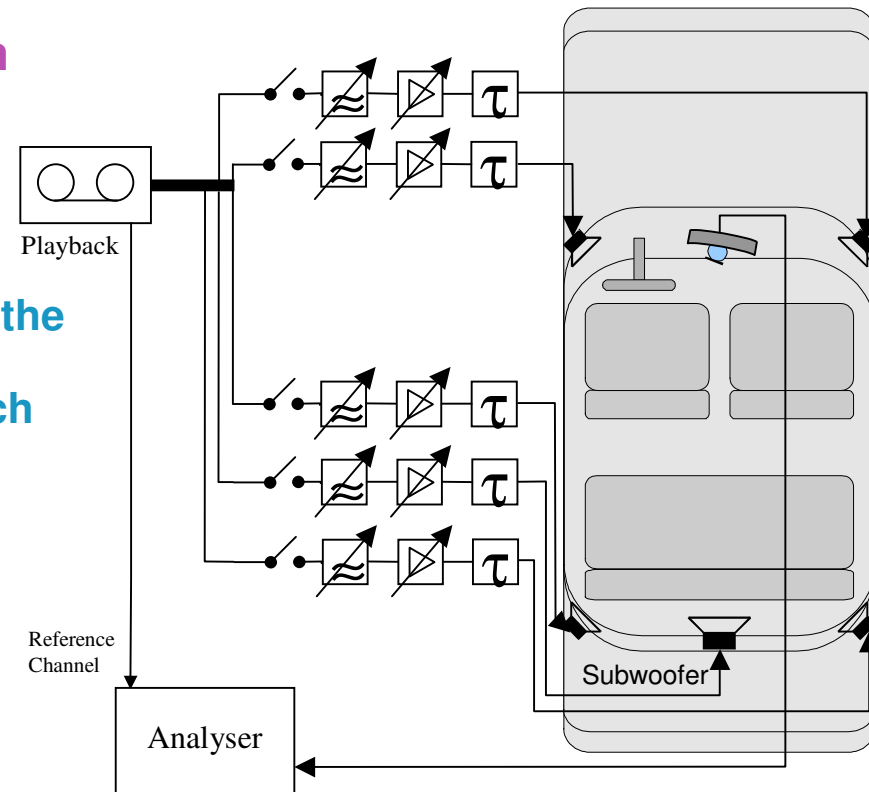 n
τ
τ
Playback
the
τ
ch
τ
τ
Reference
Channel
Subwoofer
Analyser